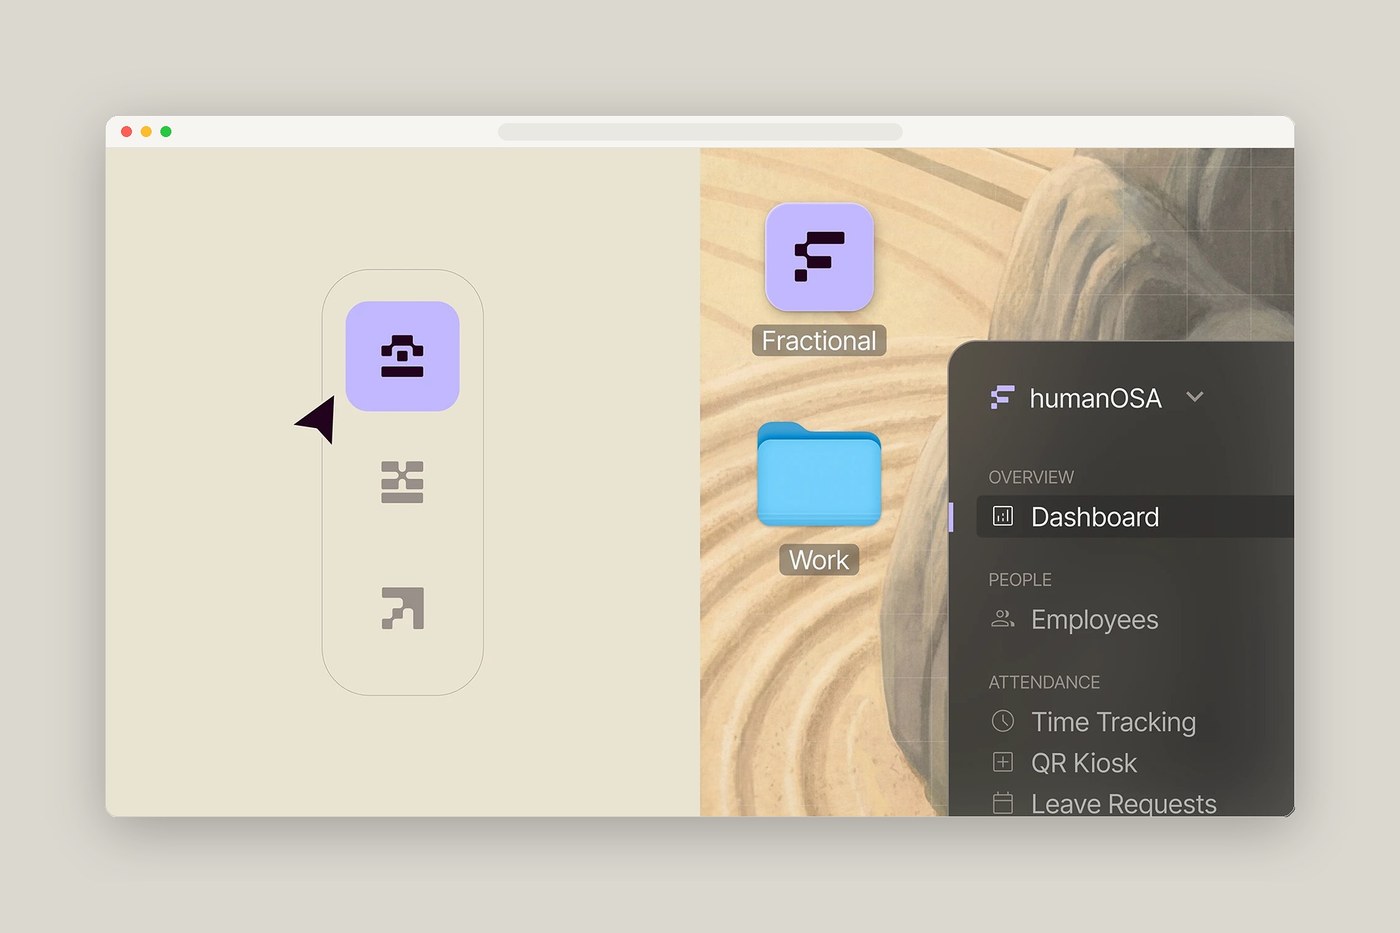 Fractional
Work
humanOSA
OVERVIEW
Dashboard
PEOPLE
Employees
ATTENDANCE
Time Tracking
QR Kiosk
Leave Requests